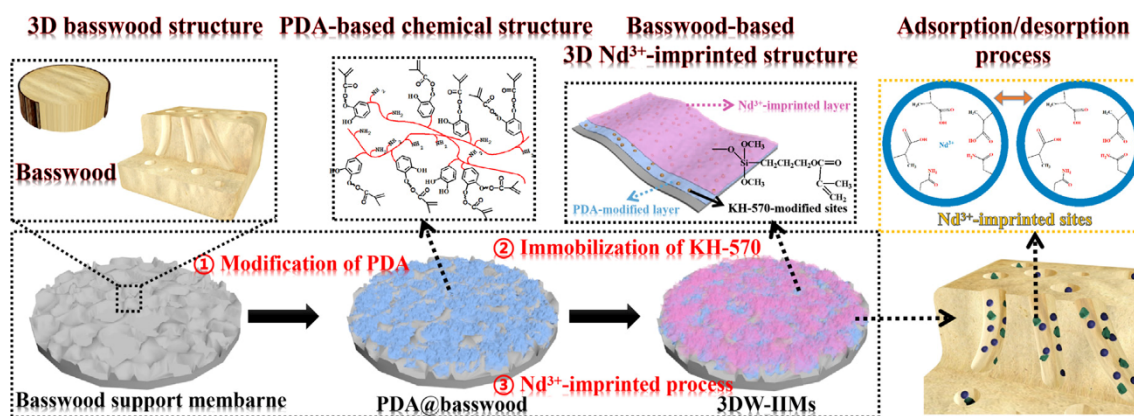 3D basswood structure
PDA-based chemical structure
Basswood-based
3D Nd³⁺-imprinted structure
Adsorption/desorption
process
Basswood
Nd³⁺-imprinted layer
OCH₃
Si
CH₂CH₂CH₂O
C
O
OCH₃
CH₃
CH₂
PDA-modified layer
KH-570-modified sites
Nd³⁺
Nd³⁺-imprinted sites
① Modification of PDA
② Immobilization of KH-570
③ Nd³⁺-imprinted process
Basswood support membarne
PDA@basswood
3DW-IIMs